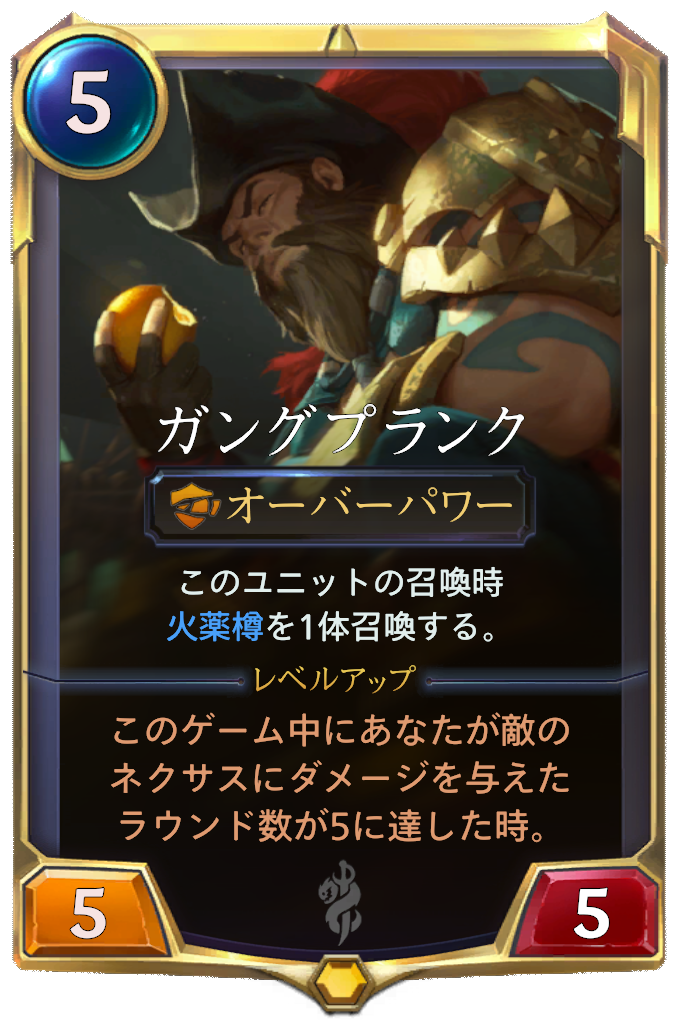 5
ガングプランク
オーバーパワー
このユニットの召喚時
火薬樽を1体召喚する。
レベルアップ
このゲーム中にあなたが敵の
ネクサスにダメージを与えた
ラウンド数が5に達した時。
5
5